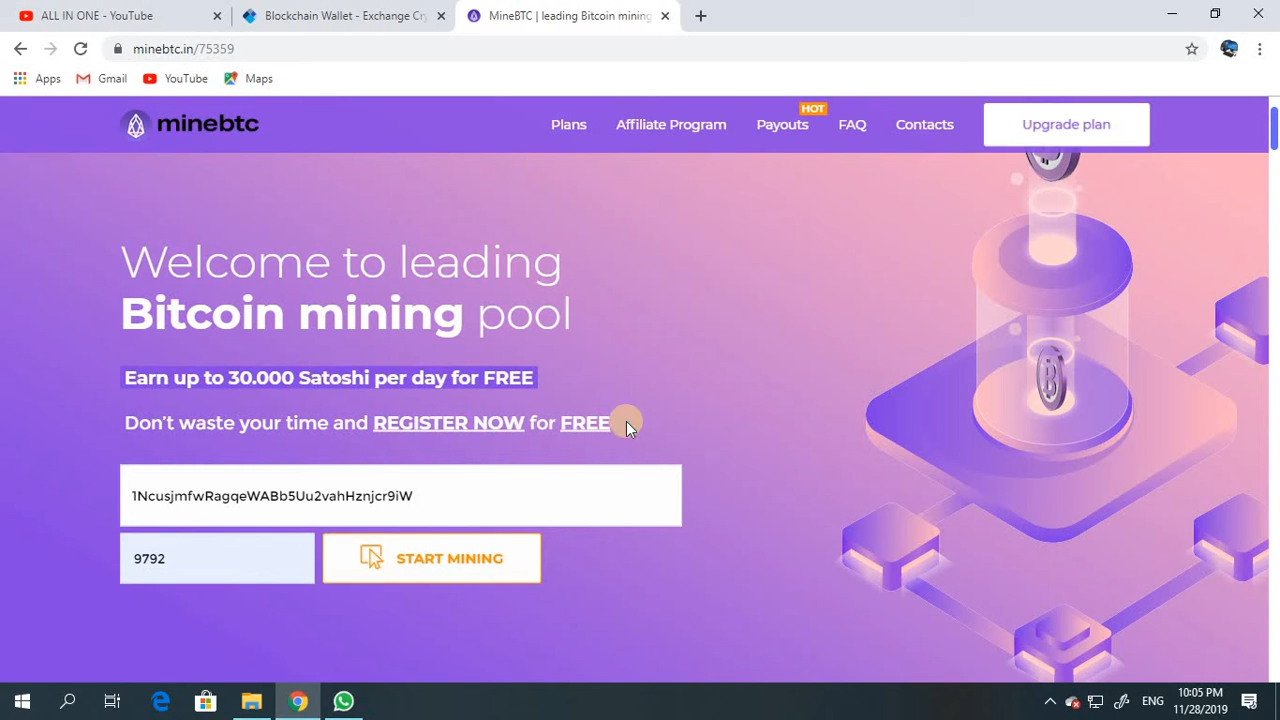 ALL IN ONE - YouTube
Blockchain Wallet - Exchange Cry
MineBTC | leading Bitcoin mining
minebtc.in/75359
Apps
Gmail
YouTube
Maps
minebtc
Plans
Affiliate Program
HOT
Payouts
FAQ
Contacts
Upgrade plan
Welcome to leading
Bitcoin mining pool
Earn up to 30.000 Satoshi per day for FREE
Don't waste your time and REGISTER NOW for FREE
1NcusjmfwRagqeWABb5Uu2vahHznjcr9iW
9792
START MINING
ENG
10:05 PM
11/28/2019